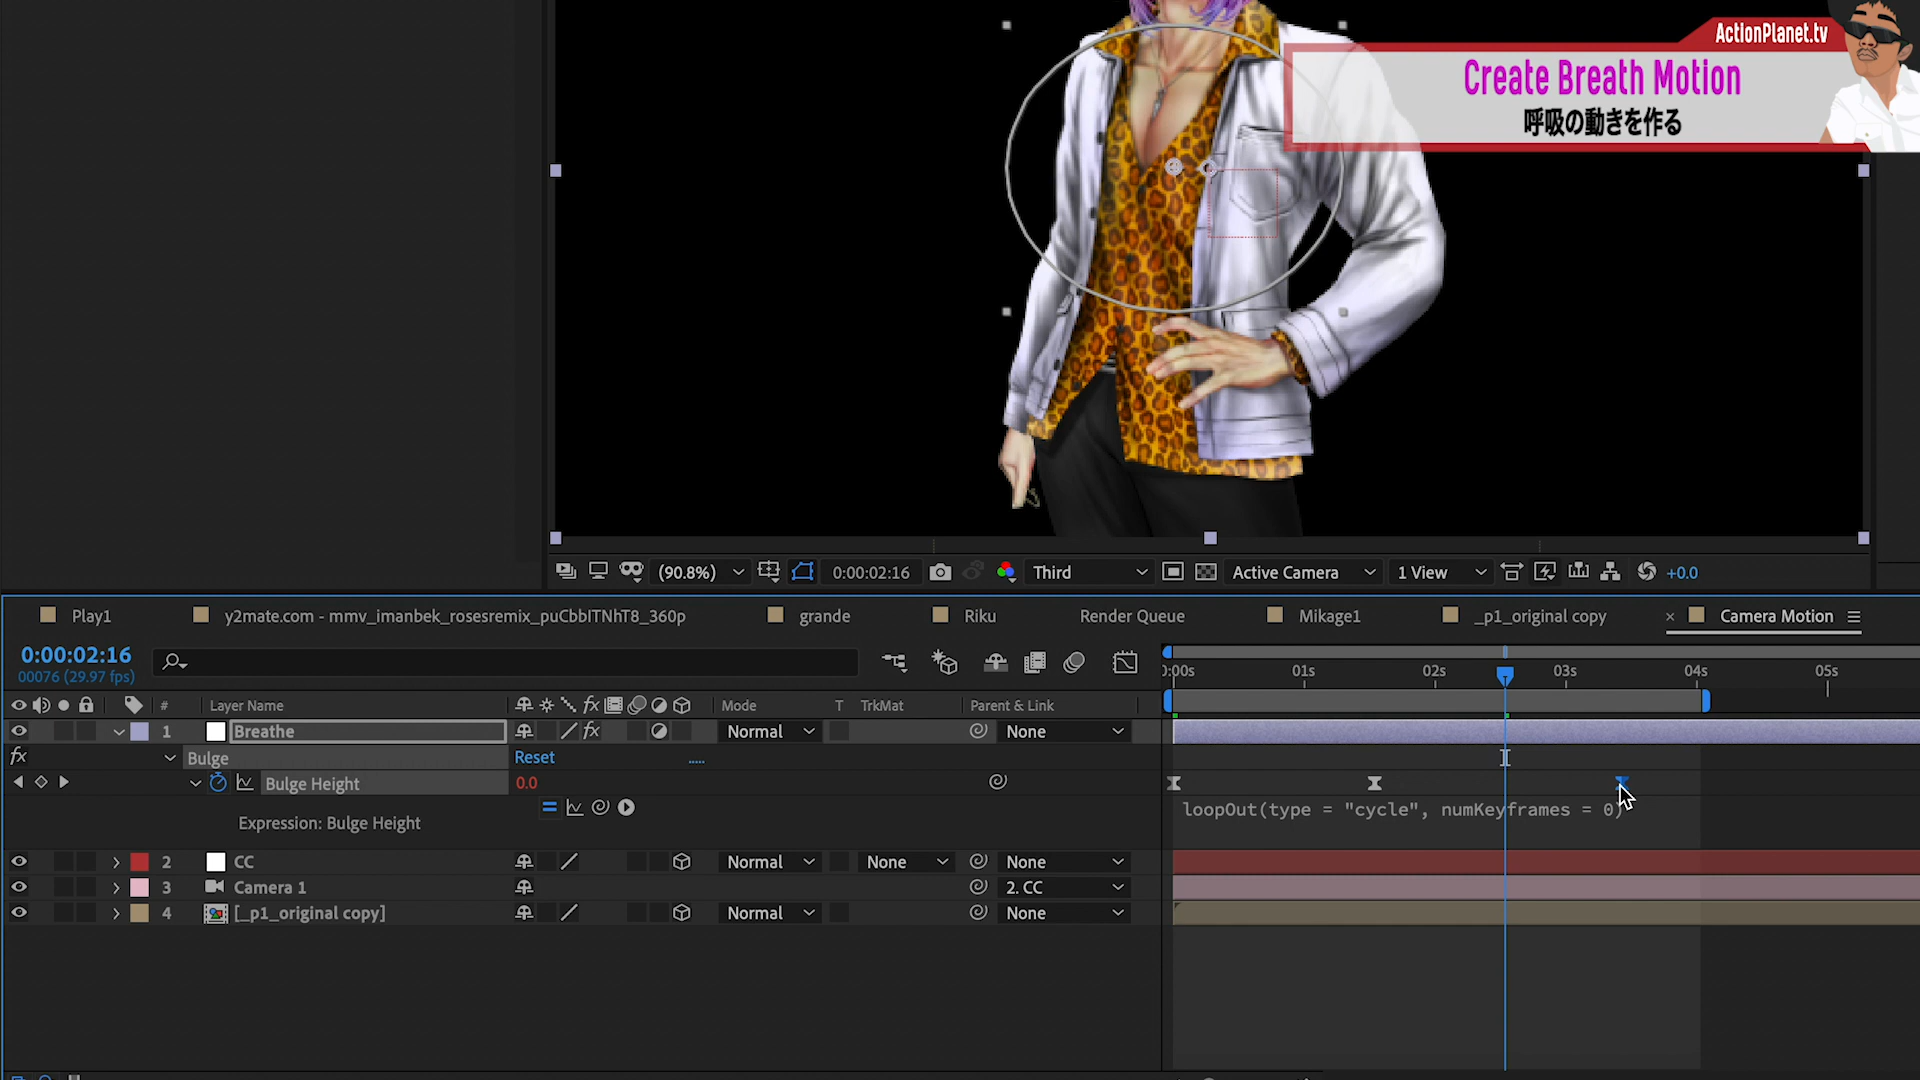 ActionPlanet.tv
Create Breath Motion
呼吸の動きを作る
(90.8%) 0:00:02:16 Third Active Camera 1 View +0.0
Play1 y2mate.com - mmv_imanbek_rosesremix_puCbbITNhT8_360p grande Riku Render Queue Mikage1 _p1_original copy × Camera Motion
0:00:02:16
00076 (29.97 fps)
):00s 01s 02s 03s 04s 05s
# Layer Name fx Mode T TrkMat Parent & Link
1 Breathe fx Normal None
fx Bulge Reset .....
Bulge Height 0.0
Expression: Bulge Height loopOut(type = "cycle", numKeyframes = 0)
2 CC Normal None None
3 Camera 1 2. CC
4 [_p1_original copy] Normal None